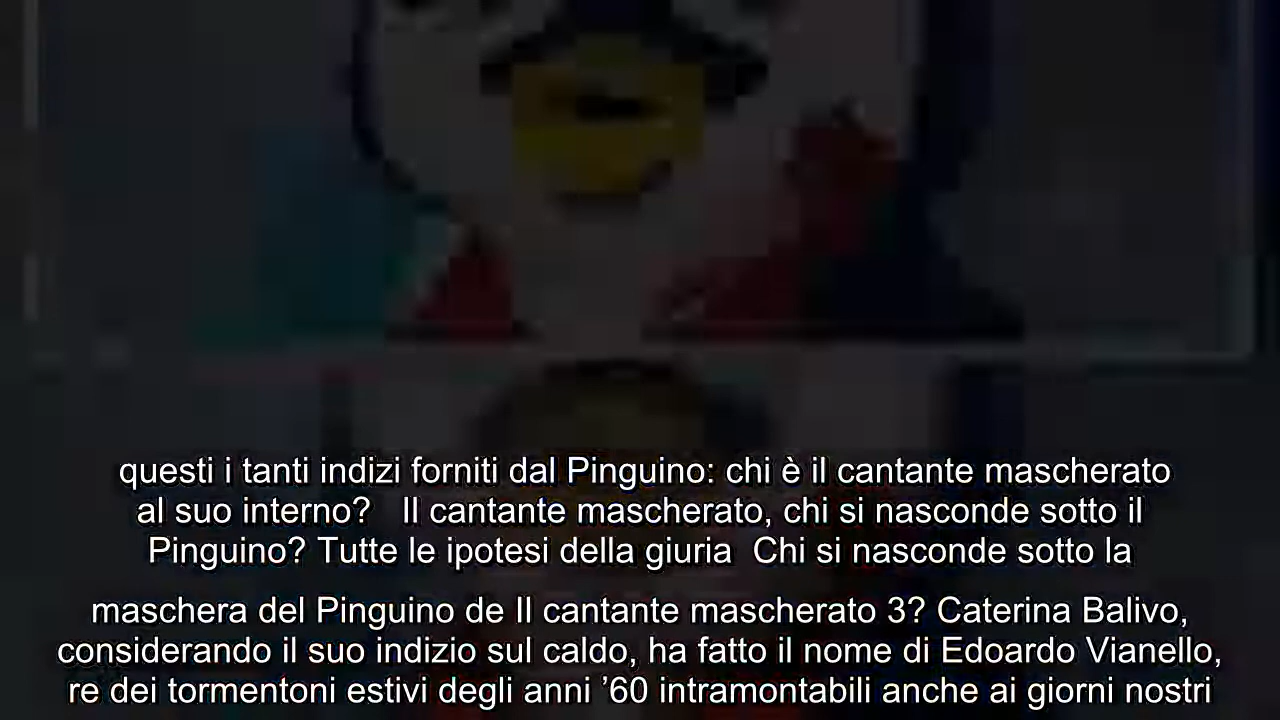 questi i tanti indizi forniti dal Pinguino: chi è il cantante mascherato
al suo interno?   Il cantante mascherato, chi si nasconde sotto il
Pinguino? Tutte le ipotesi della giuria  Chi si nasconde sotto la
maschera del Pinguino de Il cantante mascherato 3? Caterina Balivo,
considerando il suo indizio sul caldo, ha fatto il nome di Edoardo Vianello,
re dei tormentoni estivi degli anni ’60 intramontabili anche ai giorni nostri